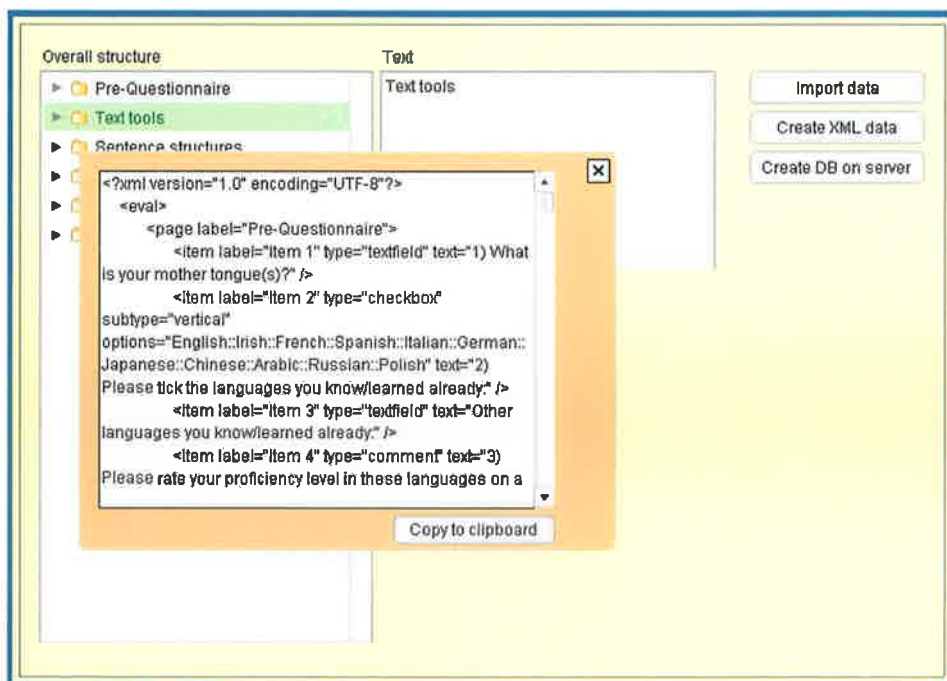 Overall structure
Text
Pre-Questionnaire
Text tools
Sentence structures
Text tools
Import data
Create XML data
Create DB on server
<?xml version="1.0" encoding="UTF-8"?>
<eval>
<page label="Pre-Questionnaire">
<item label="Item 1" type="textfield" text="1) What
is your mother tongue(s)?" />
<item label="Item 2" type="checkbox"
subtype="vertical"
options="English::Irish::French::Spanish::Italian::German::
Japanese::Chinese::Arabic::Russian::Polish" text="2)
Please tick the languages you know/learned already:" />
<item label="Item 3" type="textfield" text="Other
languages you know/learned already:" />
<item label="Item 4" type="comment" text="3)
Please rate your proficiency level in these languages on a
Copy to clipboard